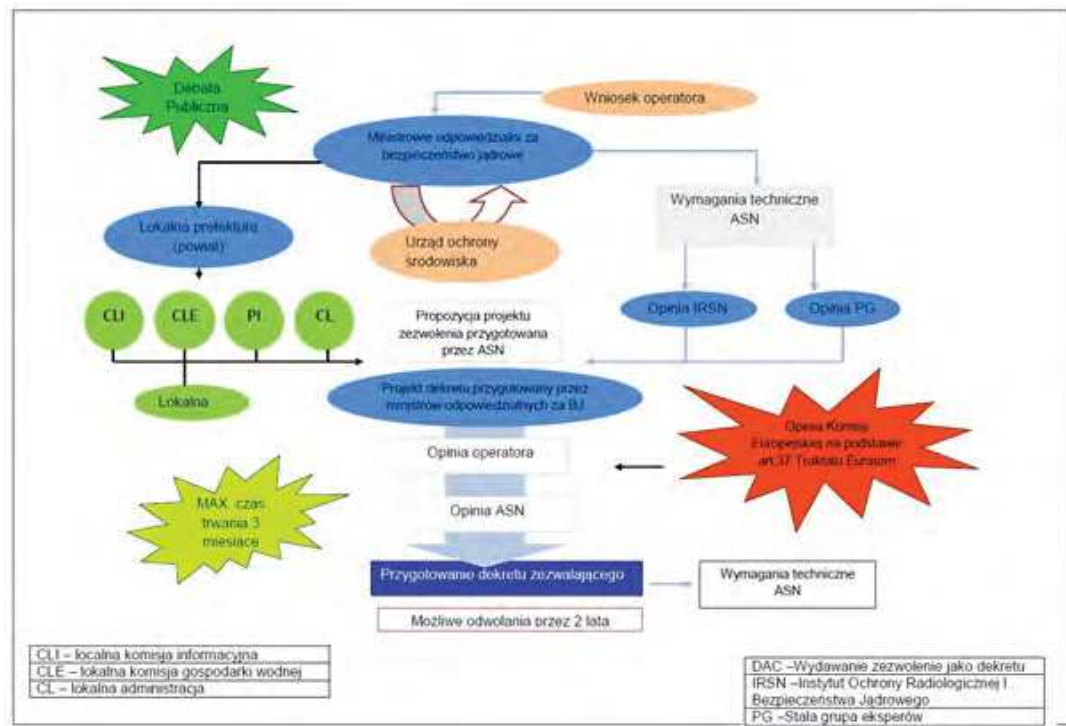 Debata
Publiczna
Wniosek operatora
Ministrowie odpowiedzialni za
bezpieczeństwo jądrowe
Wymagania techniczne
ASN
Lokalna prefektura
(powiat)
Urząd ochrony
środowiska
CLI
CLE
PI
CL
Propozycja projektu
zezwolenia przygotowana
przez ASN
Opinia IRSN
Opinia PG
Lokalna
Projekt dekretu przygotowany przez
ministrów odpowiedzialnych za BJ
Opinia Komisji
Europejskiej na podstawie
art.37 Traktatu Euratom
Opinia operatora
MAX. czas
trwania 3
miesiące
Opinia ASN
Przygotowanie dekretu zezwalającego
Wymagania techniczne
ASN
Możliwe odwołania przez 2 lata
CLI – localna komisja informacyjna
CLE – lokalna komisja gospodarki wodnej
CL – lokalna administracja
DAC –Wydawanie zezwolenie jako dekretu
IRSN –Instytut Ochrony Radiologicznej I
Bezpieczeństwa Jądrowego
PG –Stała grupa eksperów